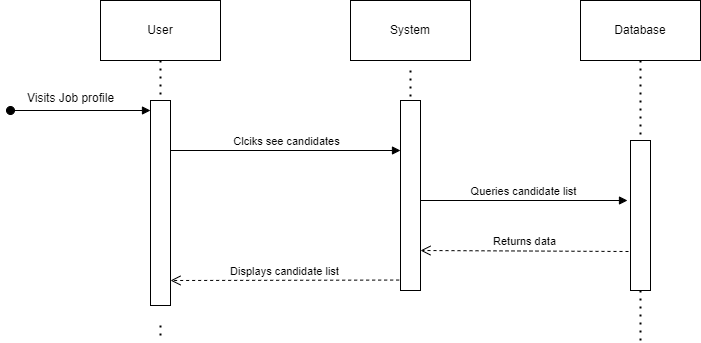 User
System
Database
Visits Job profile
Clciks see candidates
Queries candidate list
Returns data
Displays candidate list